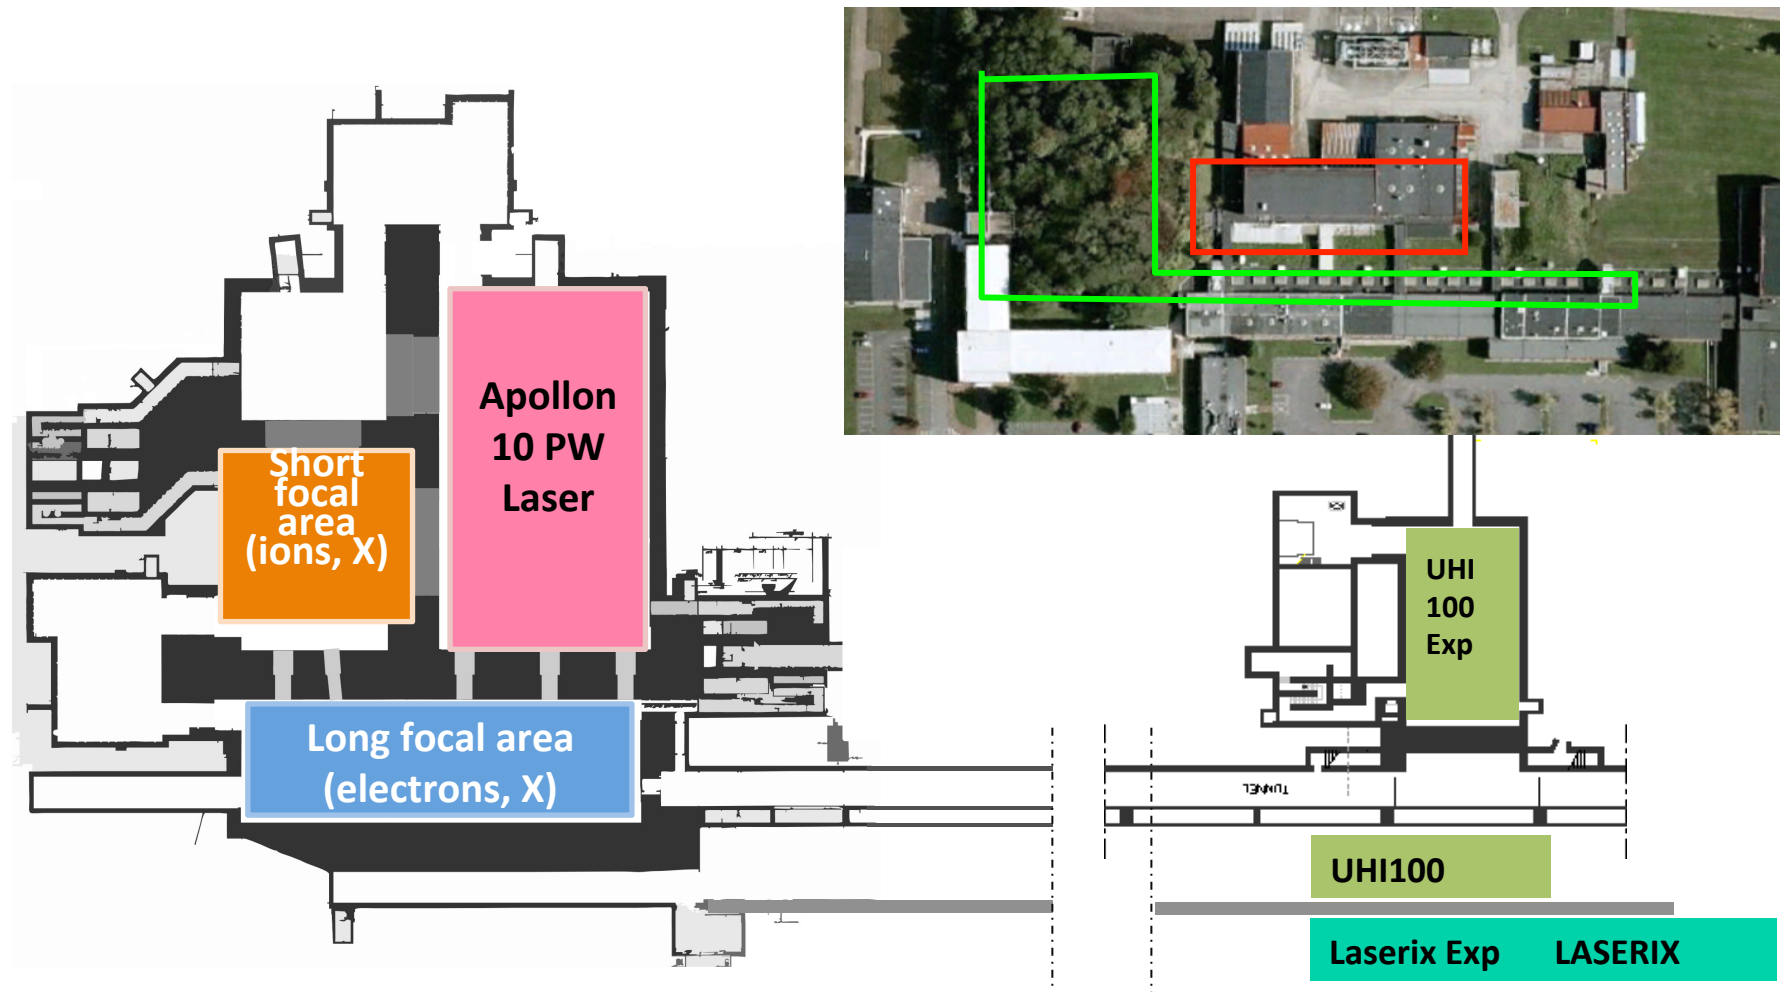 Apollon
10 PW
Laser
Short
focal
area
(ions, X)
UHI
100
Exp
Long focal area
(electrons, X)
TUNNEL
UHI100
Laserix Exp LASERIX